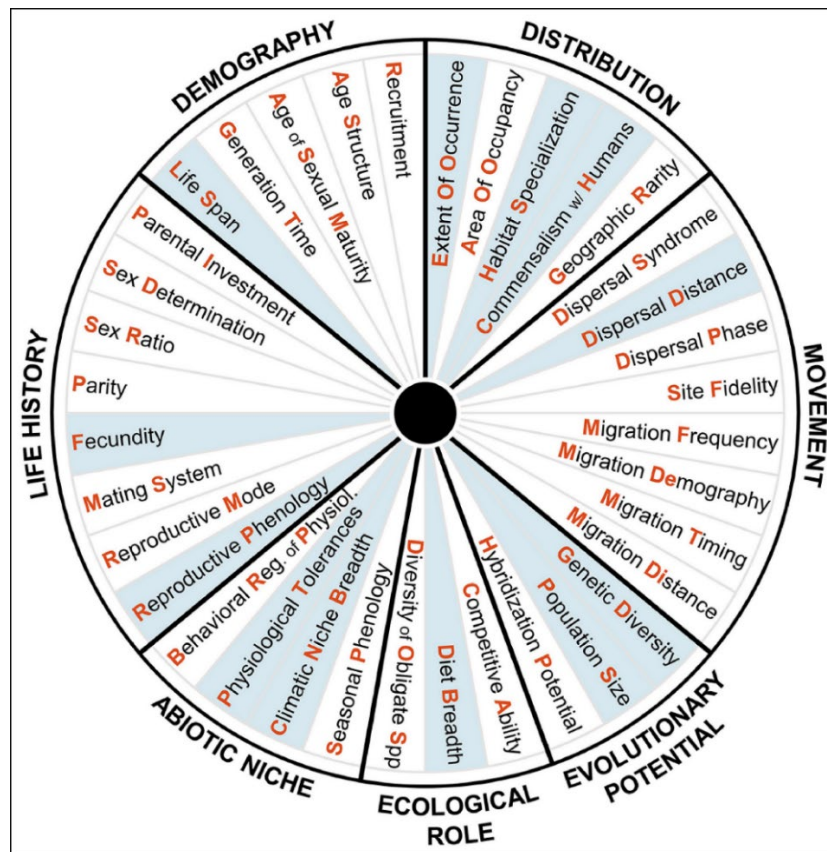 DEMOGRAPHY
Life Span
Generation Time
Age of Sexual Maturity
Age Structure
Recruitment
DISTRIBUTION
Extent Of Occurrence
Area Of Occupancy
Habitat Specialization
Commensalism w/ Humans
Geographic Rarity
MOVEMENT
Dispersal Syndrome
Dispersal Distance
Dispersal Phase
Site Fidelity
Migration Frequency
Migration Demography
Migration Timing
Migration Distance
EVOLUTIONARY
POTENTIAL
Genetic Diversity
Population Size
Hybridization Potential
ECOLOGICAL
ROLE
Competitive Ability
Diet Breadth
Diversity of Obligate Spp
ABIOTIC NICHE
Seasonal Phenology
Climatic Niche Breadth
Physiological Tolerances
Behavioral Reg. of Physiol.
LIFE HISTORY
Reproductive Phenology
Reproductive Mode
Mating System
Fecundity
Parity
Sex Ratio
Sex Determination
Parental Investment